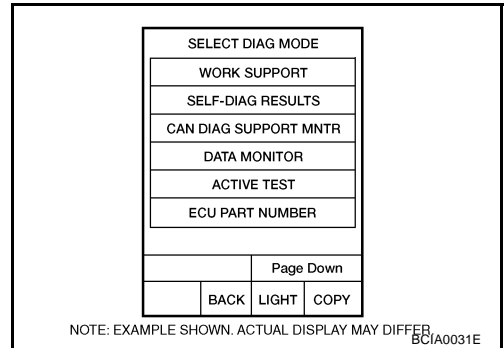 SELECT DIAG MODE
WORK SUPPORT
SELF-DIAG RESULTS
CAN DIAG SUPPORT MNTR
DATA MONITOR
ACTIVE TEST
ECU PART NUMBER
Page Down
BACK LIGHT COPY
NOTE: EXAMPLE SHOWN. ACTUAL DISPLAY MAY DIFFER.
BCIA0031E